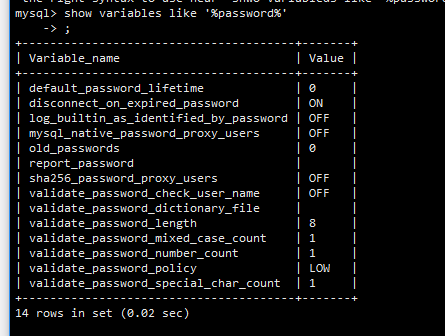 the right syntax to use near 'shwo variables like '%passwo
mysql> show variables like '%password%'
    -> ;
+-----------------------------------------+-------+
| Variable_name                           | Value |
+-----------------------------------------+-------+
| default_password_lifetime               | 0     |
| disconnect_on_expired_password          | ON    |
| log_builtin_as_identified_by_password   | OFF   |
| mysql_native_password_proxy_users       | OFF   |
| old_passwords                           | 0     |
| report_password                         |       |
| sha256_password_proxy_users             | OFF   |
| validate_password_check_user_name       | OFF   |
| validate_password_dictionary_file       |       |
| validate_password_length                | 8     |
| validate_password_mixed_case_count      | 1     |
| validate_password_number_count          | 1     |
| validate_password_policy                | LOW   |
| validate_password_special_char_count    | 1     |
+-----------------------------------------+-------+
14 rows in set (0.02 sec)